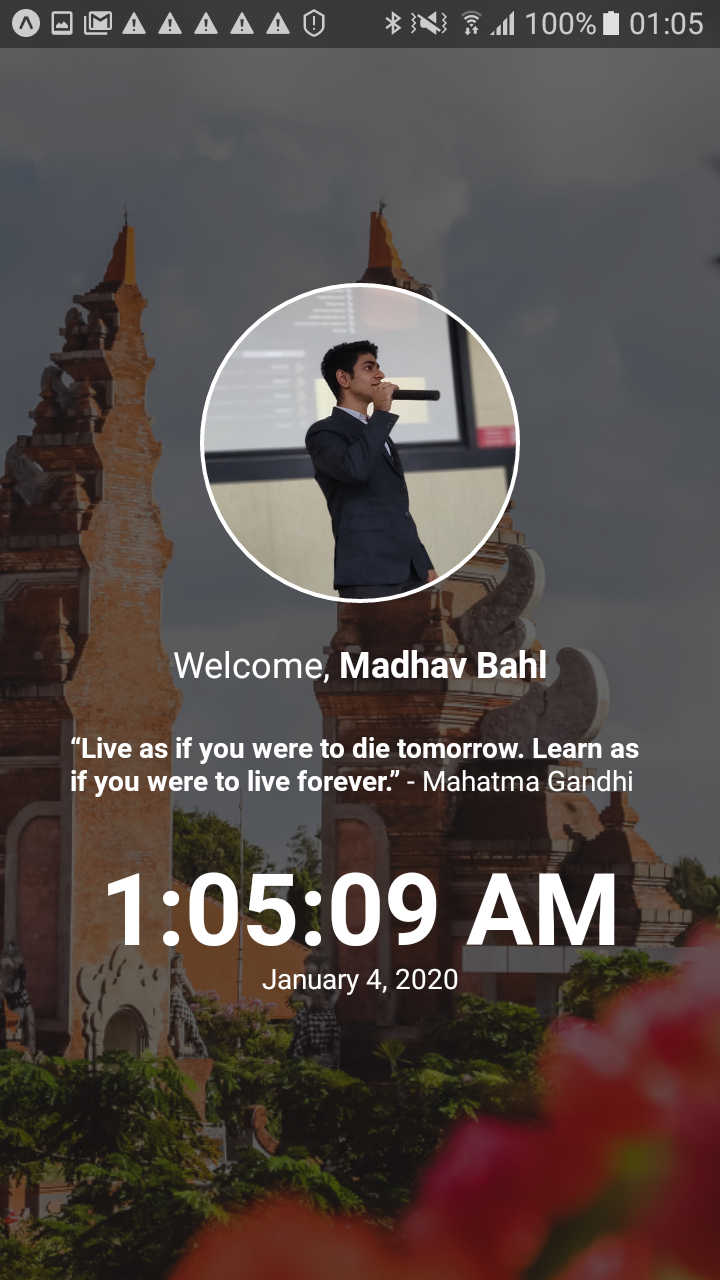 100% 01:05
Welcome, Madhav Bahl
“Live as if you were to die tomorrow. Learn as
if you were to live forever.” - Mahatma Gandhi
1:05:09 AM
January 4, 2020